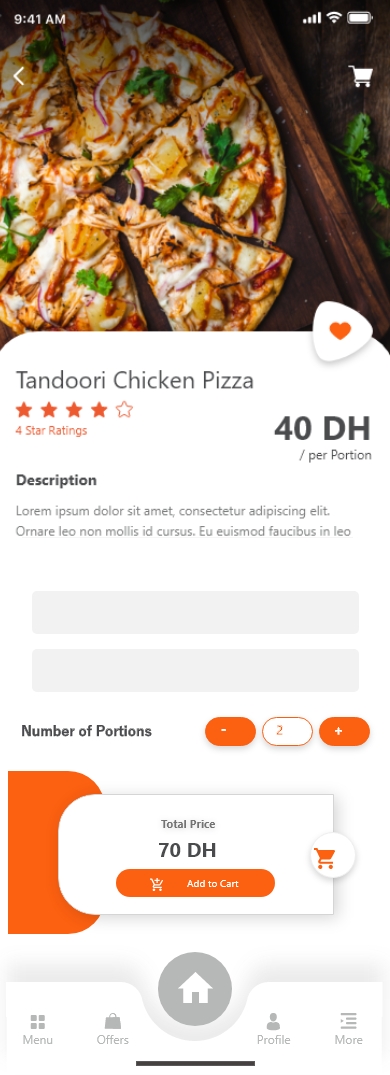 9:41 AM
Tandoori Chicken Pizza
4 Star Ratings
40 DH
/ per Portion
Description
Lorem ipsum dolor sit amet, consectetur adipiscing elit.
Ornare leo non mollis id cursus. Eu euismod faucibus in leo
Number of Portions
-
2
+
Total Price
70 DH
Add to Cart
Menu
Offers
Profile
More